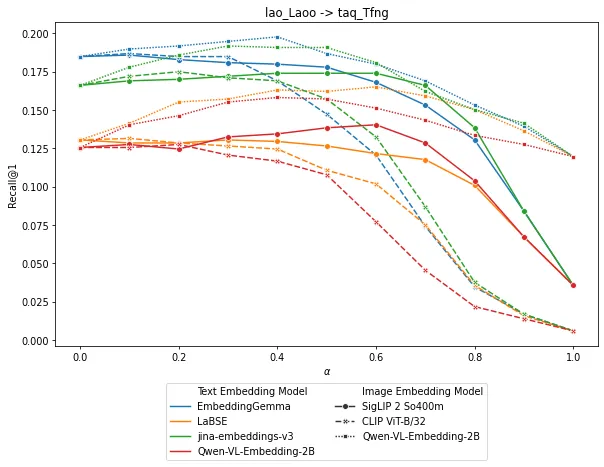 lao_Laoo -> taq_Tfng
Recall@1
0.200
0.175
0.150
0.125
0.100
0.075
0.050
0.025
0.000
0.0 0.2 0.4 0.6 0.8 1.0
α
Text Embedding Model Image Embedding Model
EmbeddingGemma SigLIP 2 So400m
LaBSE CLIP ViT-B/32
jina-embeddings-v3 Qwen-VL-Embedding-2B
Qwen-VL-Embedding-2B